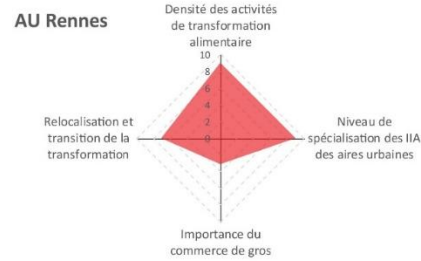 AU Rennes
Densité des activités
de transformation
alimentaire
10
8
6
4
2
0
Relocalisation et
transition de la
transformation
Niveau de
spécialisation des IIA
des aires urbaines
Importance du
commerce de gros